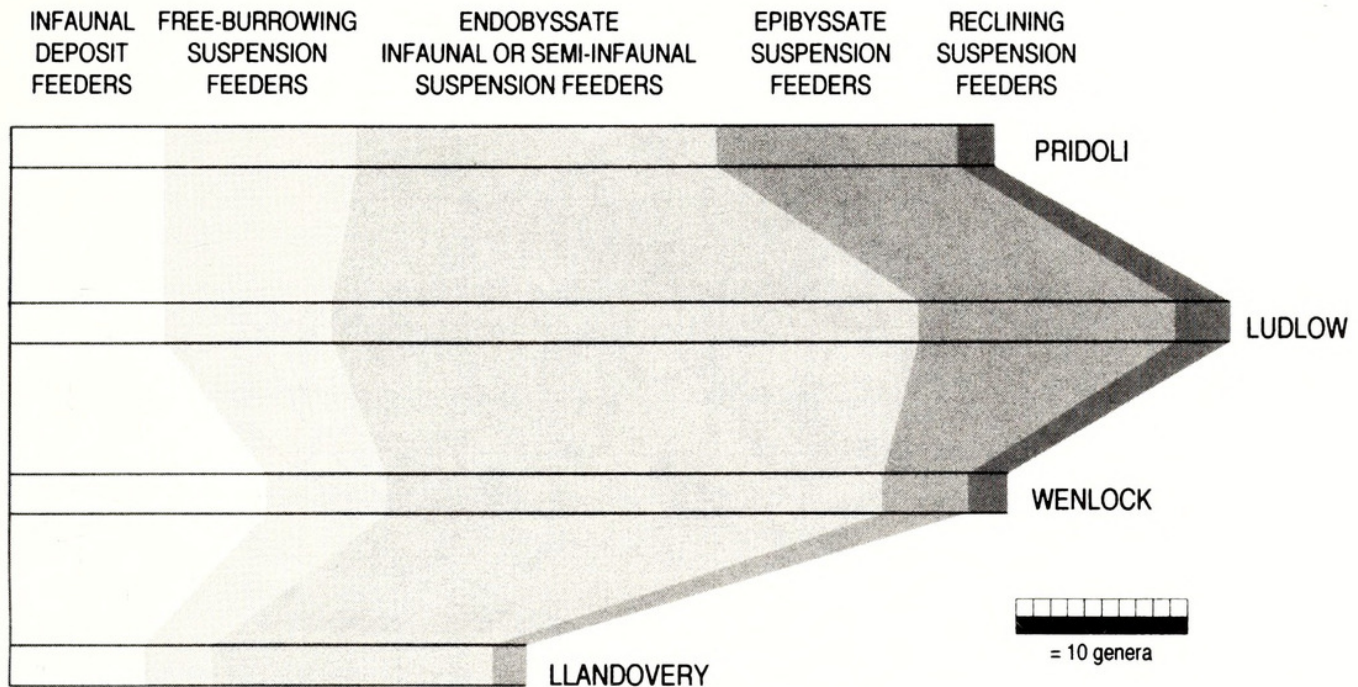 INFAUNAL
DEPOSIT
FEEDERS
FREE-BURROWING
SUSPENSION
FEEDERS
ENDOBYSSATE
INFAUNAL OR SEMI-INFAUNAL
SUSPENSION FEEDERS
EPIBYSSATE
SUSPENSION
FEEDERS
RECLINING
SUSPENSION
FEEDERS
PRIDOLI
LUDLOW
WENLOCK
= 10 genera
LLANDOVERY